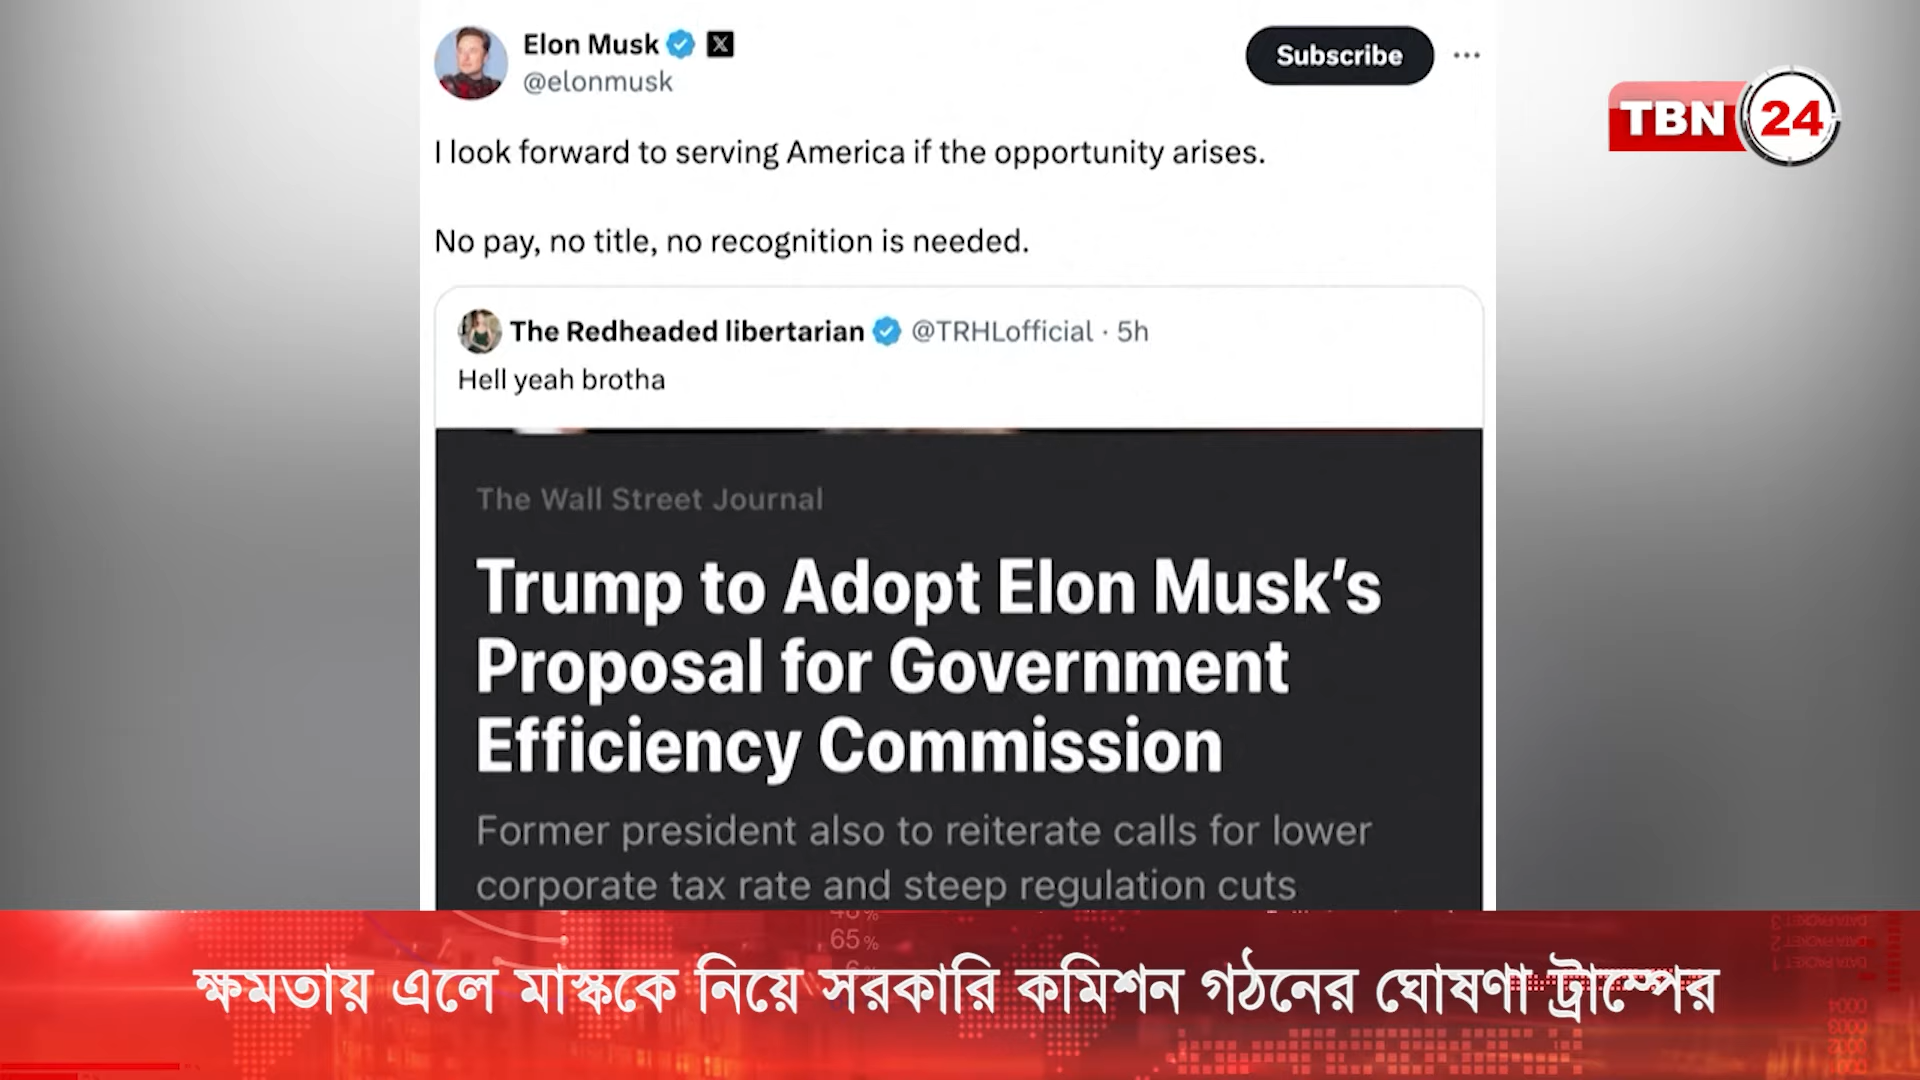 Elon Musk
@elonmusk
Subscribe
TBN 24
I look forward to serving America if the opportunity arises.
No pay, no title, no recognition is needed.
The Redheaded libertarian @TRHLofficial · 5h
Hell yeah brotha
The Wall Street Journal
Trump to Adopt Elon Musk’s
Proposal for Government
Efficiency Commission
Former president also to reiterate calls for lower
corporate tax rate and steep regulation cuts
65%
ক্ষমতায় এলে মাস্ককে নিয়ে সরকারি কমিশন গঠনের ঘোষণা ট্রাম্পের